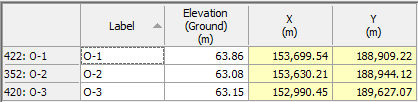 Label Elevation (Ground) (m) X (m) Y (m)
422: O-1 O-1 63.86 153,699.54 188,909.22
352: O-2 O-2 63.08 153,630.21 188,944.12
420: O-3 O-3 63.15 152,990.45 189,627.07